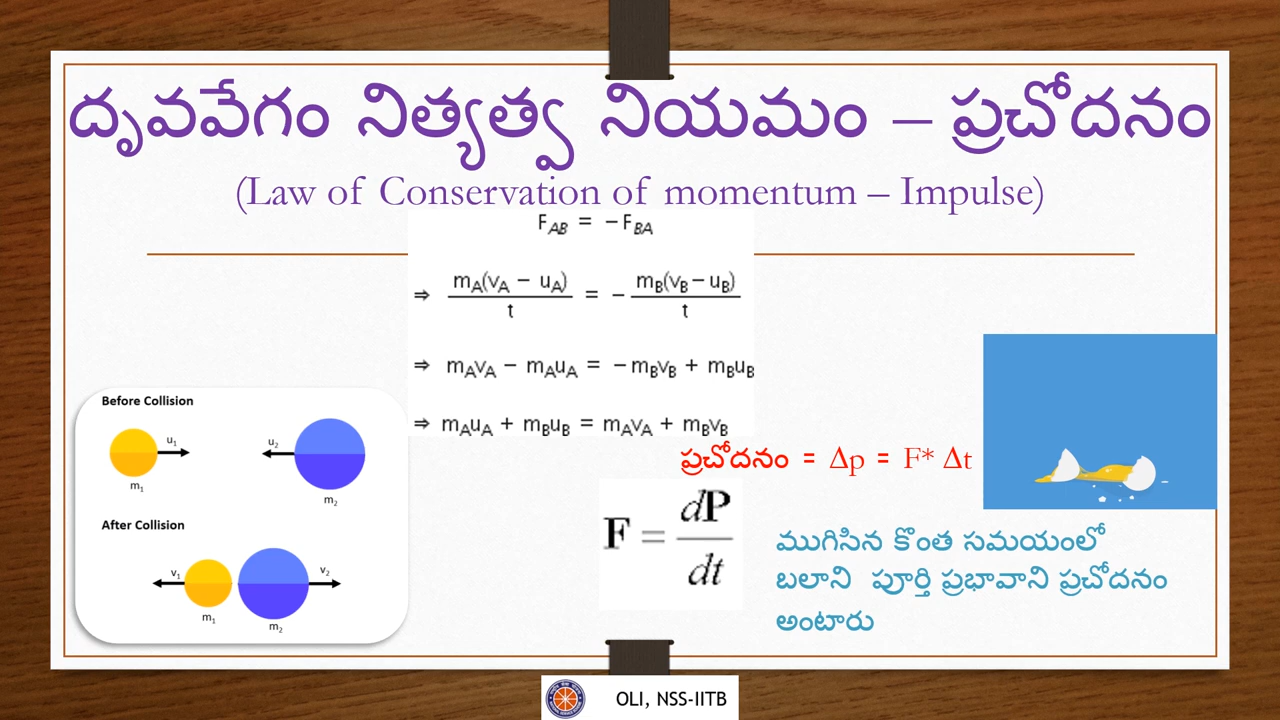 దృవవేగం నిత్యత్వ నియమం – ప్రచోదనం
(Law of Conservation of momentum – Impulse)
F_AB = −F_BA
⇒ m_A(v_A − u_A)/t = − m_B(v_B − u_B)/t
⇒ m_Av_A − m_Au_A = −m_Bv_B + m_Bu_B
⇒ m_Au_A + m_Bu_B = m_Av_A + m_Bv_B
Before Collision
u₁
u₂
m₁
m₂
After Collision
v₁
v₂
m₁
m₂
ప్రచోదనం = Δp = F* Δt
F = dP/dt
ముగిసిన కొంత సమయంలో
బలాని పూర్తి ప్రభావాని ప్రచోదనం
అంటారు
OLI, NSS-IITB